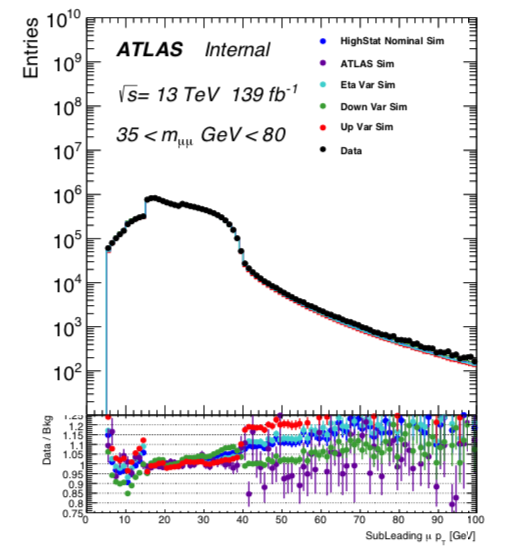 Entries
10^10
10^9
10^8
10^7
10^6
10^5
10^4
10^3
10^2
ATLAS Internal
√s= 13 TeV 139 fb^-1
35 < m_μμ GeV < 80
HighStat Nominal Sim
ATLAS Sim
Eta Var Sim
Down Var Sim
Up Var Sim
Data
Data / Bkg
1.25
1.2
1.15
1.1
1.05
1
0.95
0.9
0.85
0.8
0.75
0 10 20 30 40 50 60 70 80 90 100
SubLeading μ p_T [GeV]